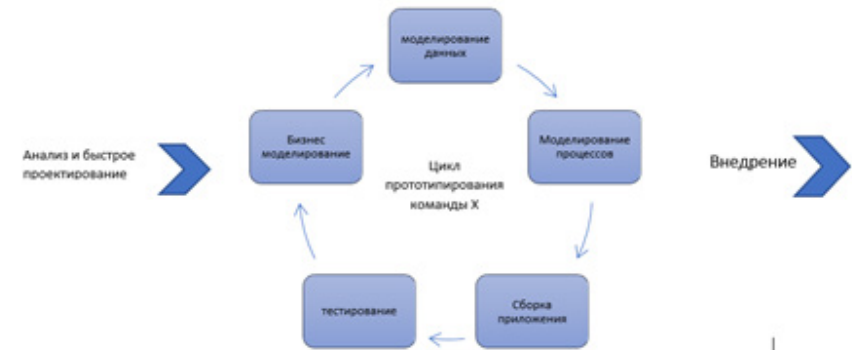 моделирование
данных
Бизнес
моделирование
Моделирование
процессов
Анализ и быстрое
проектирование
Цикл
прототипирования
команды X
Внедрение
тестирование
Сборка
приложения